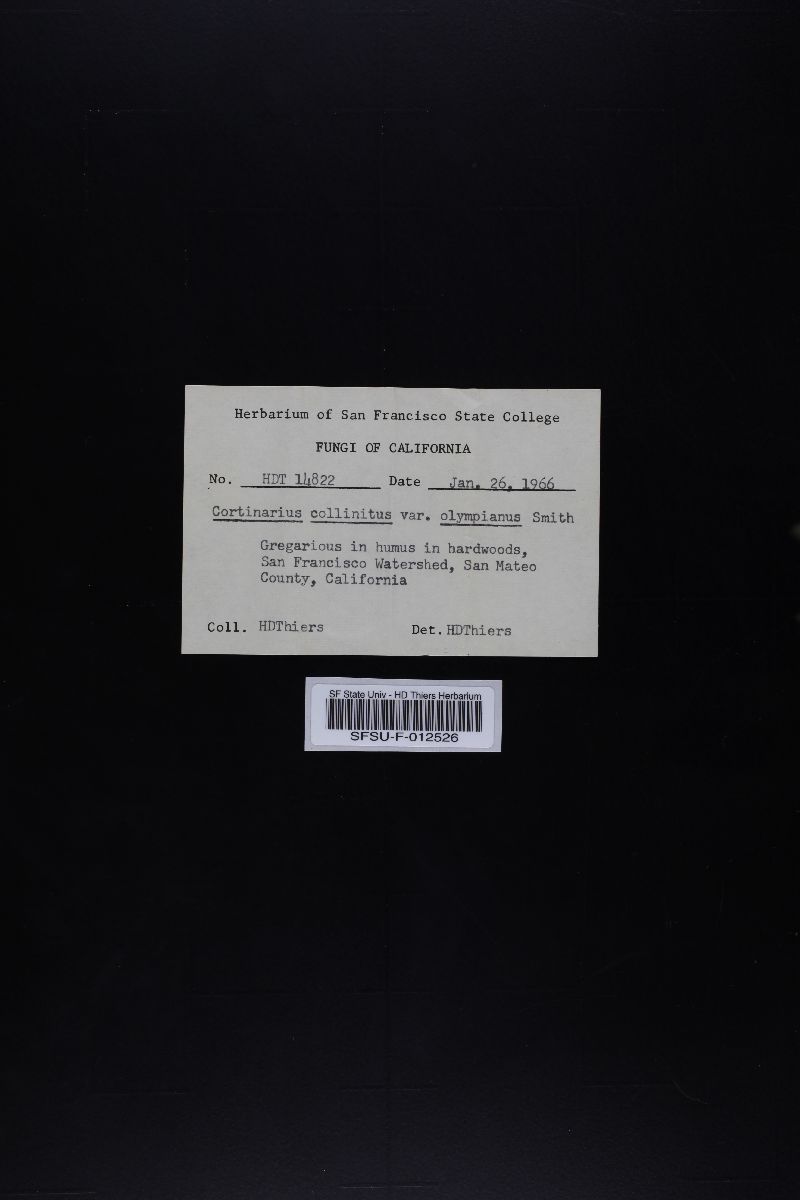 Herbarium of San Francisco State College
FUNGI OF CALIFORNIA
No. HDT 14822 Date Jan. 26, 1966
Cortinarius collinitus var. olympianus Smith
Gregarious in humus in hardwoods,
San Francisco Watershed, San Mateo
County, California
Coll. HDThiers Det. HDThiers
SF State Univ - HD Thiers Herbarium
SFSU-F-012526